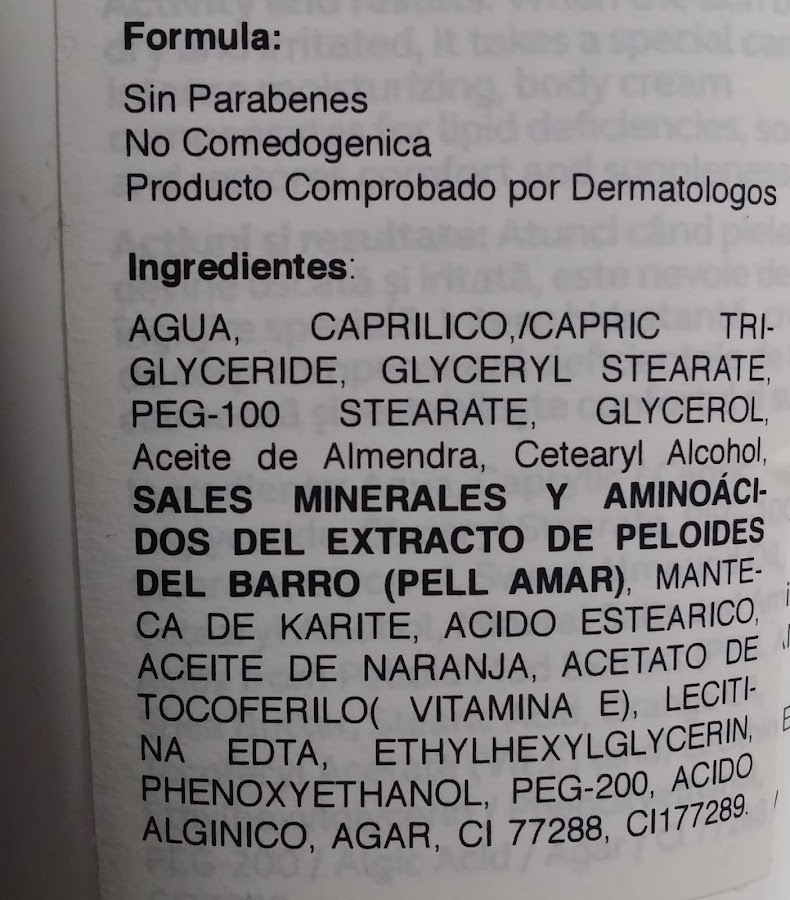 Formula:
Sin Parabenes
No Comedogenica
Producto Comprobado por Dermatologos
Ingredientes:
AGUA, CAPRILICO,/CAPRIC TRI-
GLYCERIDE, GLYCERYL STEARATE,
PEG-100 STEARATE, GLYCEROL,
Aceite de Almendra, Cetearyl Alcohol,
SALES MINERALES Y AMINOÁCI-
DOS DEL EXTRACTO DE PELOIDES
DEL BARRO (PELL AMAR), MANTE-
CA DE KARITE, ACIDO ESTEARICO,
ACEITE DE NARANJA, ACETATO DE
TOCOFERILO( VITAMINA E), LECITI-
NA EDTA, ETHYLHEXYLGLYCERIN,
PHENOXYETHANOL, PEG-200, ACIDO
ALGINICO, AGAR, CI 77288, CI177289.